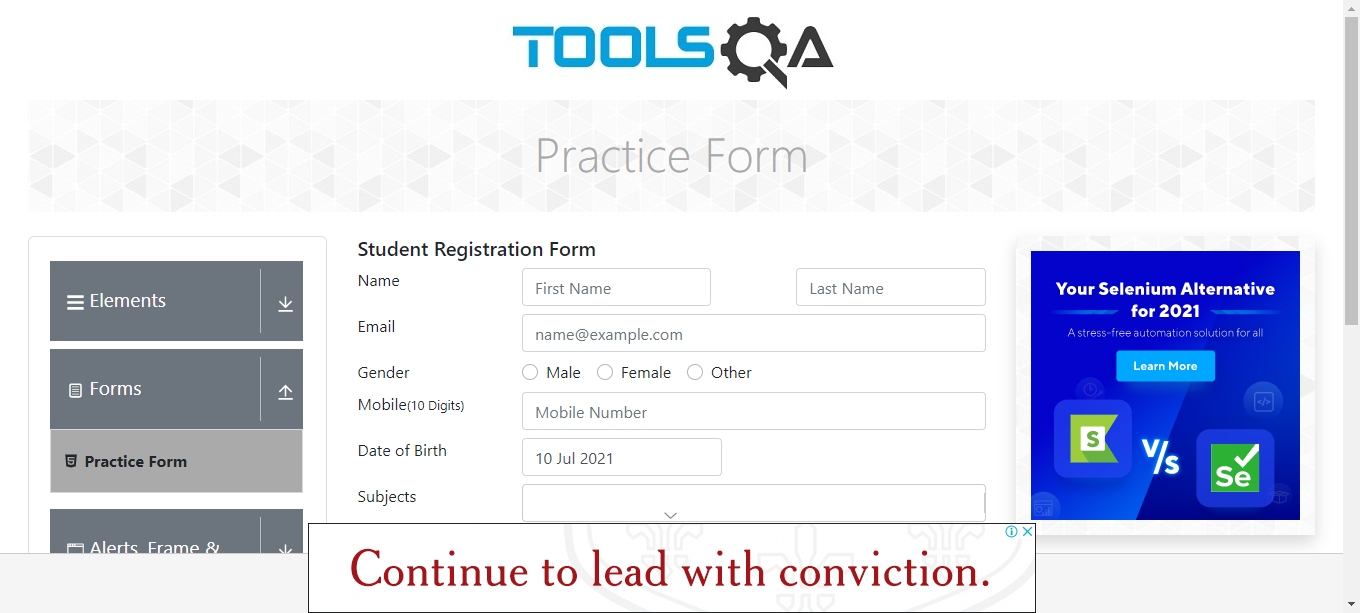 TOOLSQA
Practice Form
Elements
Forms
Practice Form
Alerts, Frame &
Student Registration Form
Name
First Name
Last Name
Email
name@example.com
Gender
Male
Female
Other
Mobile(10 Digits)
Mobile Number
Date of Birth
10 Jul 2021
Subjects
Your Selenium Alternative
for 2021
A stress-free automation solution for all
Learn More
S
V/s
Se
Continue to lead with conviction.